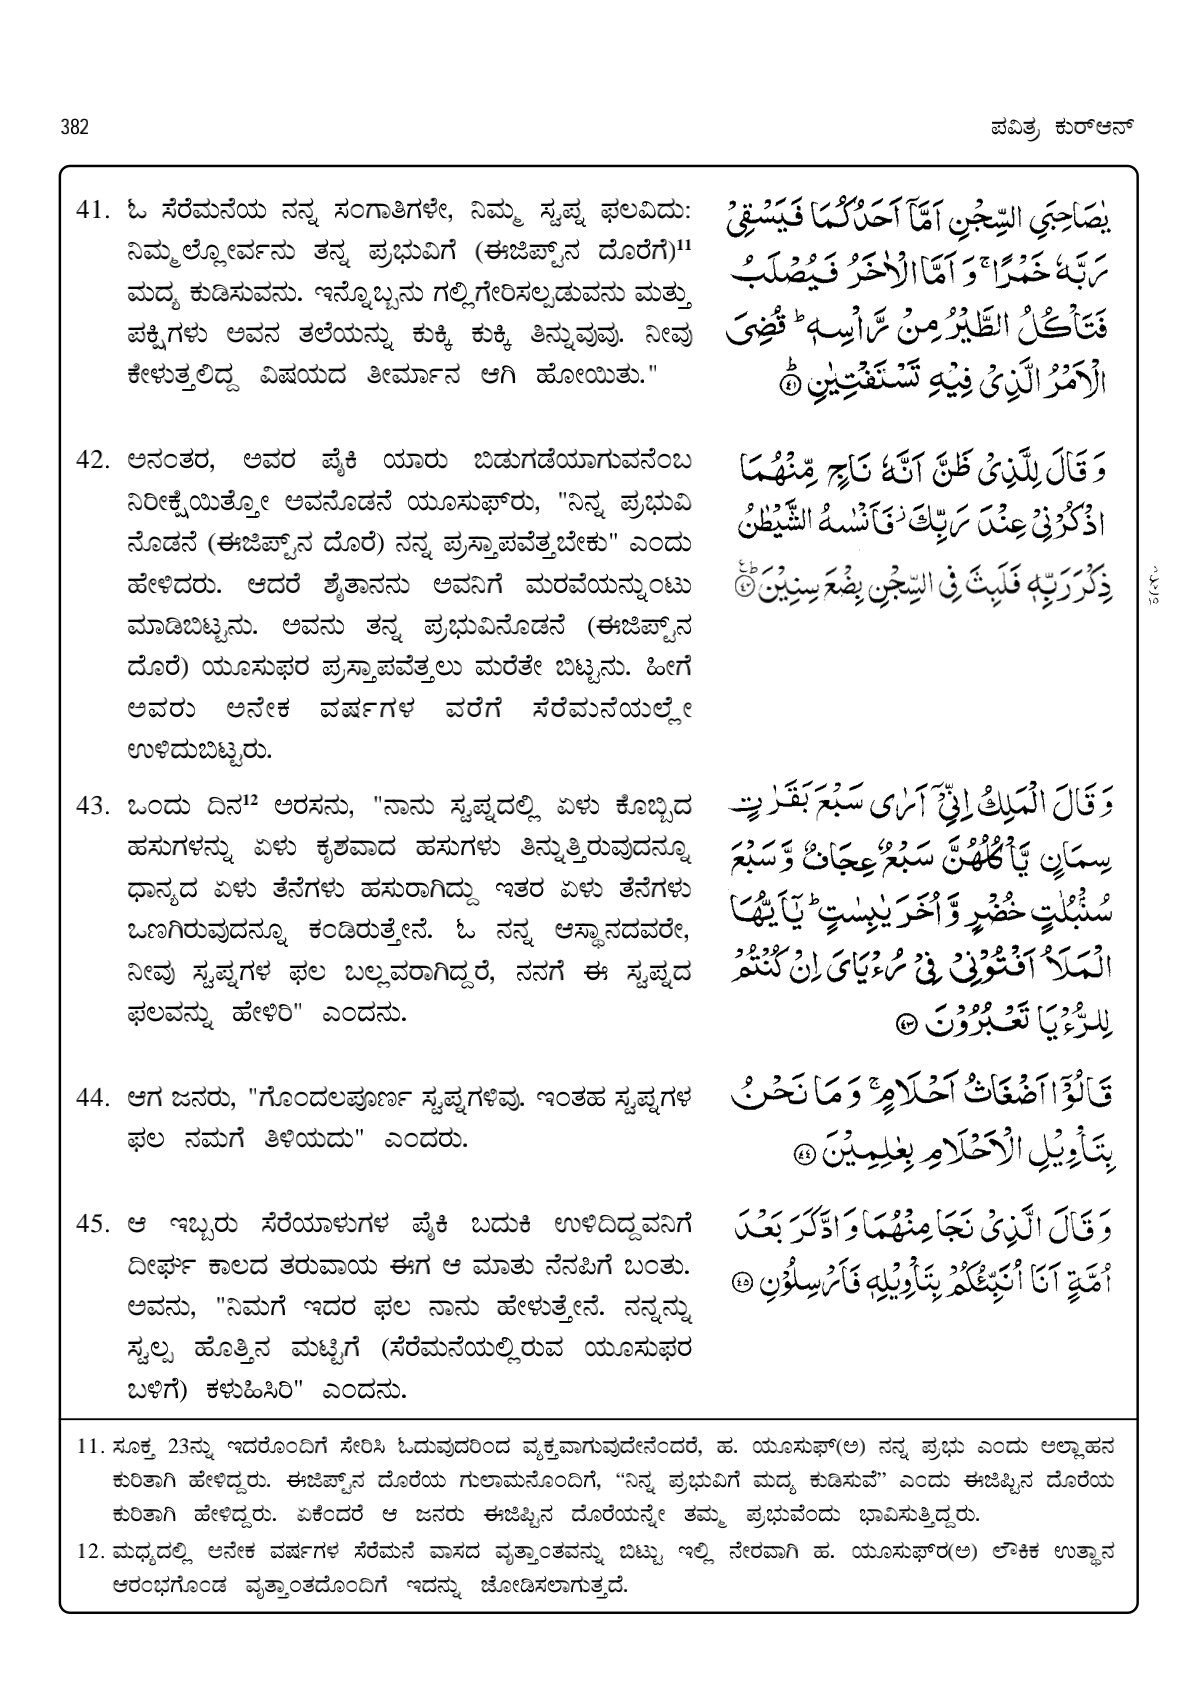 382
ಪವಿತ್ರ ಕುರ್‌ಆನ್
41. ಓ ಸೆರೆಮನೆಯ ನನ್ನ ಸಂಗಾತಿಗಳೇ, ನಿಮ್ಮ ಸ್ವಪ್ನ ಫಲವಿದು:
ನಿಮ್ಮಲ್ಲೋರ್ವನು ತನ್ನ ಪ್ರಭುವಿಗೆ (ಈಜಿಪ್ಟ್‌ನ ದೊರೆಗೆ)¹¹
ಮದ್ಯ ಕುಡಿಸುವನು. ಇನ್ನೊಬ್ಬನು ಗಲ್ಲಿಗೇರಿಸಲ್ಪಡುವನು ಮತ್ತು
ಪಕ್ಷಿಗಳು ಅವನ ತಲೆಯನ್ನು ಕುಕ್ಕಿ ಕುಕ್ಕಿ ತಿನ್ನುವುವು. ನೀವು
ಕೇಳುತ್ತಲಿದ್ದ ವಿಷಯದ ತೀರ್ಮಾನ ಆಗಿ ಹೋಯಿತು."
يٰصَاحِبَيِ السِّجْنِ اَمَّآ اَحَدُكُمَا فَيَسْقِيْ
رَبَّهٗ خَمْرًا ۚ وَ اَمَّا الْاٰخَرُ فَيُصْلَبُ
فَتَاْكُلُ الطَّيْرُ مِنْ رَّاْسِهٖ ؕ قُضِيَ
الْاَمْرُ الَّذِيْ فِيْهِ تَسْتَفْتِيٰنِ ؕ ﴿٤١﴾
42. ಅನಂತರ, ಅವರ ಪೈಕಿ ಯಾರು ಬಿಡುಗಡೆಯಾಗುವನೆಂಬ
ನಿರೀಕ್ಷೆಯಿತ್ತೋ ಅವನೊಡನೆ ಯೂಸುಫ್‌ರು, "ನಿನ್ನ ಪ್ರಭುವಿ
ನೊಡನೆ (ಈಜಿಪ್ಟ್‌ನ ದೊರೆ) ನನ್ನ ಪ್ರಸ್ತಾಪವೆತ್ತಬೇಕು" ಎಂದು
ಹೇಳಿದರು. ಆದರೆ ಶೈತಾನನು ಅವನಿಗೆ ಮರವೆಯನ್ನುಂಟು
ಮಾಡಿಬಿಟ್ಟನು. ಅವನು ತನ್ನ ಪ್ರಭುವಿನೊಡನೆ (ಈಜಿಪ್ಟ್‌ನ
ದೊರೆ) ಯೂಸುಫರ ಪ್ರಸ್ತಾಪವೆತ್ತಲು ಮರೆತೇ ಬಿಟ್ಟನು. ಹೀಗೆ
ಅವರು ಅನೇಕ ವರ್ಷಗಳ ವರೆಗೆ ಸೆರೆಮನೆಯಲ್ಲೇ
ಉಳಿದುಬಿಟ್ಟರು.
وَ قَالَ لِلَّذِيْ ظَنَّ اَنَّهٗ نَاجٍ مِّنْهُمَا
اذْكُرْنِيْ عِنْدَ رَبِّكَ ز فَاَنْسٰىهُ الشَّيْطٰنُ
ذِكْرَ رَبِّهٖ فَلَبِثَ فِي السِّجْنِ بِضْعَ سِنِيْنَ ؕ﴿٤٢﴾
43. ಒಂದು ದಿನ¹² ಅರಸನು, "ನಾನು ಸ್ವಪ್ನದಲ್ಲಿ ಏಳು ಕೊಬ್ಬಿದ
ಹಸುಗಳನ್ನು ಏಳು ಕೃಶವಾದ ಹಸುಗಳು ತಿನ್ನುತ್ತಿರುವುದನ್ನೂ
ಧಾನ್ಯದ ಏಳು ತೆನೆಗಳು ಹಸುರಾಗಿದ್ದು ಇತರ ಏಳು ತೆನೆಗಳು
ಒಣಗಿರುವುದನ್ನೂ ಕಂಡಿರುತ್ತೇನೆ. ಓ ನನ್ನ ಆಸ್ಥಾನದವರೇ,
ನೀವು ಸ್ವಪ್ನಗಳ ಫಲ ಬಲ್ಲವರಾಗಿದ್ದರೆ, ನನಗೆ ಈ ಸ್ವಪ್ನದ
ಫಲವನ್ನು ಹೇಳಿರಿ" ಎಂದನು.
وَ قَالَ الْمَلِكُ اِنِّيْٓ اَرٰى سَبْعَ بَقَرٰتٍ
سِمَانٍ يَّاْكُلُهُنَّ سَبْعٌ عِجَافٌ وَّ سَبْعَ
سُنْۢبُلٰتٍ خُضْرٍ وَّ اُخَرَ يٰبِسٰتٍ ؕ يٰٓاَيُّهَا
الْمَلَاُ اَفْتُوْنِيْ فِيْ رُءْيَايَ اِنْ كُنْتُمْ
لِلرُّءْيَا تَعْبُرُوْنَ ﴿٤٣﴾
44. ಆಗ ಜನರು, "ಗೊಂದಲಪೂರ್ಣ ಸ್ವಪ್ನಗಳಿವು. ಇಂತಹ ಸ್ವಪ್ನಗಳ
ಫಲ ನಮಗೆ ತಿಳಿಯದು" ಎಂದರು.
قَالُوْٓا اَضْغَاثُ اَحْلَامٍ ۚ وَ مَا نَحْنُ
بِتَاْوِيْلِ الْاَحْلَامِ بِعٰلِمِيْنَ ﴿٤٤﴾
45. ಆ ಇಬ್ಬರು ಸೆರೆಯಾಳುಗಳ ಪೈಕಿ ಬದುಕಿ ಉಳಿದಿದ್ದವನಿಗೆ
ದೀರ್ಘ ಕಾಲದ ತರುವಾಯ ಈಗ ಆ ಮಾತು ನೆನಪಿಗೆ ಬಂತು.
ಅವನು, "ನಿಮಗೆ ಇದರ ಫಲ ನಾನು ಹೇಳುತ್ತೇನೆ. ನನ್ನನ್ನು
ಸ್ವಲ್ಪ ಹೊತ್ತಿನ ಮಟ್ಟಿಗೆ (ಸೆರೆಮನೆಯಲ್ಲಿರುವ ಯೂಸುಫರ
ಬಳಿಗೆ) ಕಳುಹಿಸಿರಿ" ಎಂದನು.
وَ قَالَ الَّذِيْ نَجَا مِنْهُمَا وَ ادَّكَرَ بَعْدَ
اُمَّةٍ اَنَا اُنَبِّئُكُمْ بِتَاْوِيْلِهٖ فَاَرْسِلُوْنِ ﴿٤٥﴾
11. ಸೂಕ್ತ 23ನ್ನು ಇದರೊಂದಿಗೆ ಸೇರಿಸಿ ಓದುವುದರಿಂದ ವ್ಯಕ್ತವಾಗುವುದೇನೆಂದರೆ, ಹ. ಯೂಸುಫ್(ಅ) ನನ್ನ ಪ್ರಭು ಎಂದು ಅಲ್ಲಾಹನ
ಕುರಿತಾಗಿ ಹೇಳಿದ್ದರು. ಈಜಿಪ್ಟ್‌ನ ದೊರೆಯ ಗುಲಾಮನೊಂದಿಗೆ, “ನಿನ್ನ ಪ್ರಭುವಿಗೆ ಮದ್ಯ ಕುಡಿಸುವೆ” ಎಂದು ಈಜಿಪ್ಟಿನ ದೊರೆಯ
ಕುರಿತಾಗಿ ಹೇಳಿದ್ದರು. ಏಕೆಂದರೆ ಆ ಜನರು ಈಜಿಪ್ಟಿನ ದೊರೆಯನ್ನೇ ತಮ್ಮ ಪ್ರಭುವೆಂದು ಭಾವಿಸುತ್ತಿದ್ದರು.
12. ಮಧ್ಯದಲ್ಲಿ ಅನೇಕ ವರ್ಷಗಳ ಸೆರೆಮನೆ ವಾಸದ ವೃತ್ತಾಂತವನ್ನು ಬಿಟ್ಟು ಇಲ್ಲಿ ನೇರವಾಗಿ ಹ. ಯೂಸುಫ್‌ರ(ಅ) ಲೌಕಿಕ ಉತ್ಥಾನ
ಆರಂಭಗೊಂಡ ವೃತ್ತಾಂತದೊಂದಿಗೆ ಇದನ್ನು ಜೋಡಿಸಲಾಗುತ್ತದೆ.